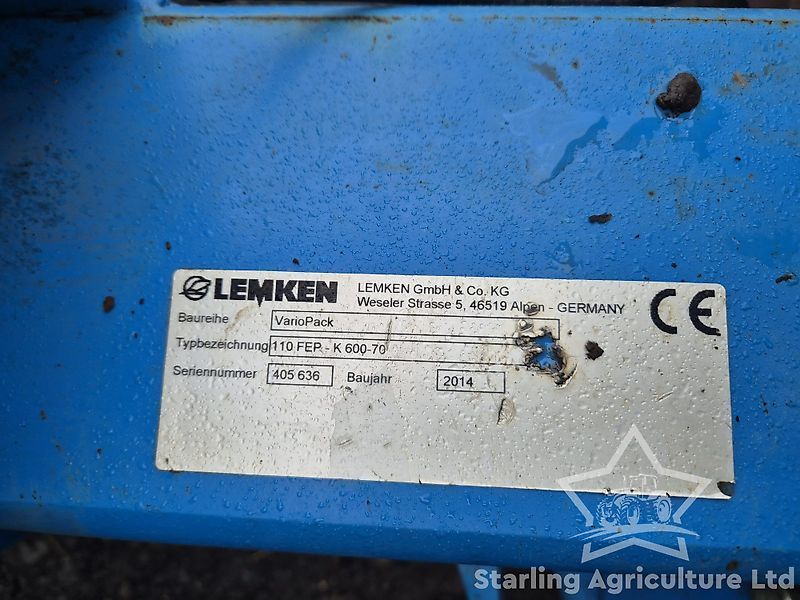 LEMKEN
LEMKEN GmbH & Co. KG
Weseler Strasse 5, 46519 Alpen - GERMANY
CE
Baureihe VarioPack
Typbezeichnung 110 FEP - K 600-70
Seriennummer 405 636 Baujahr 2014
Starling Agriculture Ltd